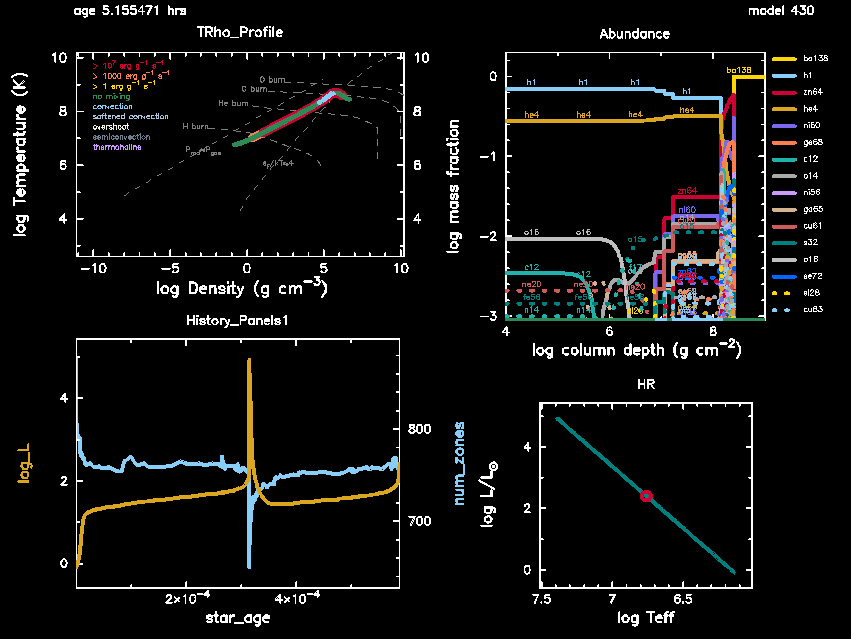 age 5.155471 hrs
model 430
TRho_Profile
log Temperature (K)
10
8
6
4
> 10⁷ erg g⁻¹ s⁻¹
> 1000 erg g⁻¹ s⁻¹
> 1 erg g⁻¹ s⁻¹
no mixing
convection
softened convection
overshoot
semiconvection
thermohaline
O burn
C burn
He burn
H burn
10
8
6
4
−10
−5
0
5
10
log Density (g cm⁻³)
Abundance
log mass fraction
0
−1
−2
−3
ba138
h1
h1
h1
h1
he4
he4
he4
he4
zn64
ni60
o16
o16
c12
c12
ne20
fe56
n14
4
6
8
log column depth (g cm⁻²)
ba138
h1
zn64
he4
ni60
ge68
c12
o14
ni56
ga65
cu61
s32
o16
se72
si28
cu63
History_Panels1
log_L
4
2
0
800
700
num_zones
2×10⁻⁴
4×10⁻⁴
star_age
HR
log L/L☉
4
2
0
7.5
7
6.5
log Teff